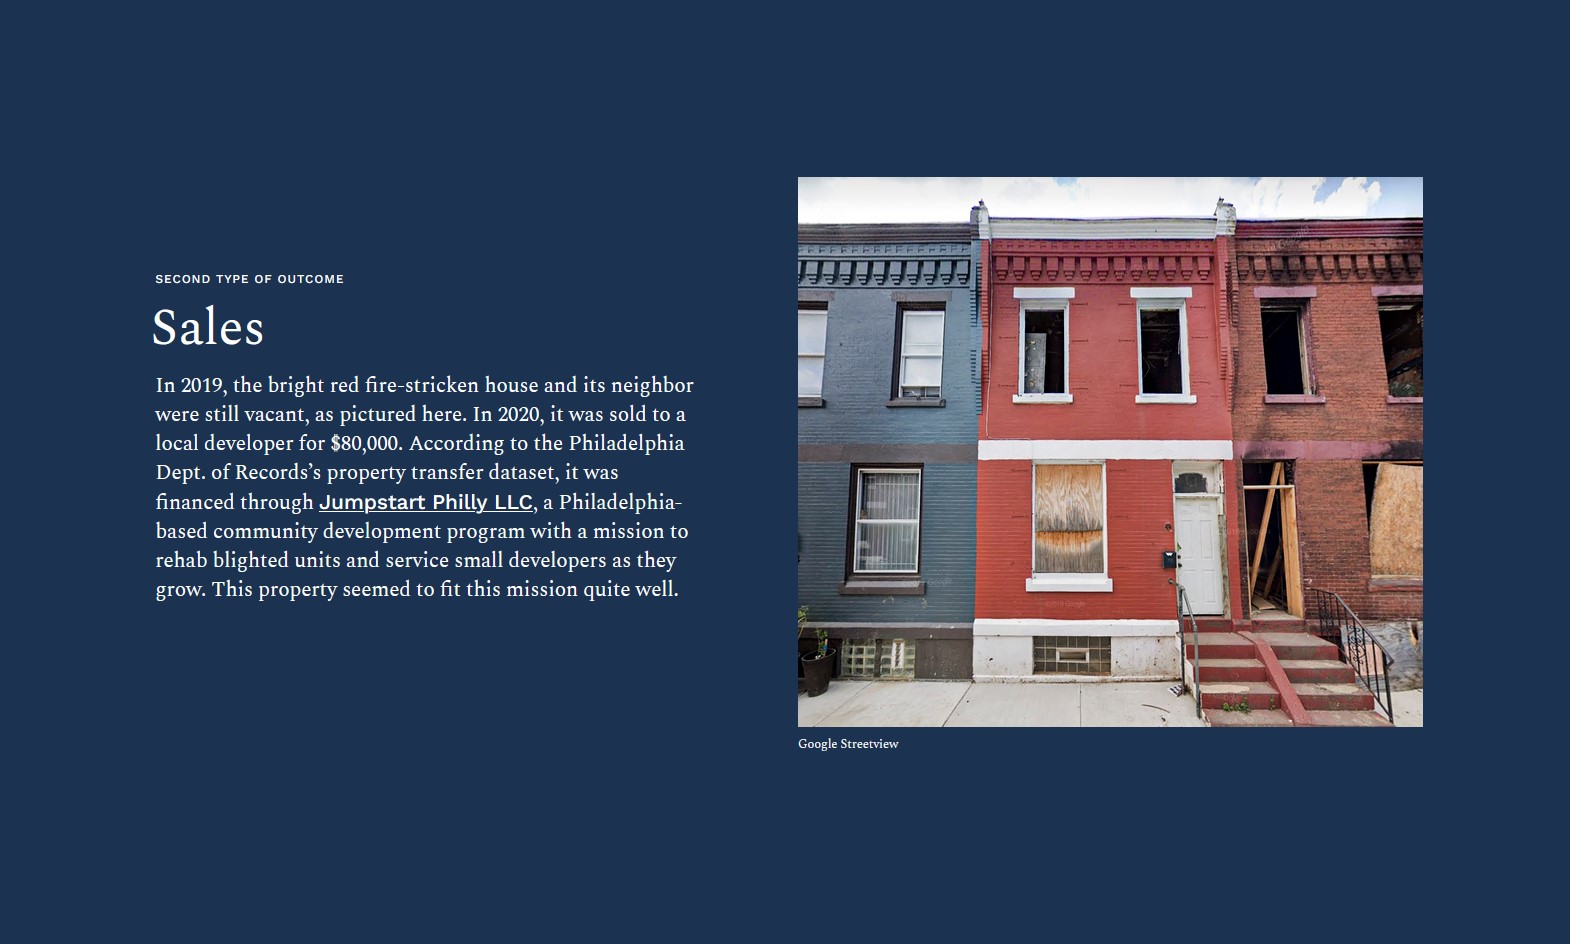 SECOND TYPE OF OUTCOME
Sales
In 2019, the bright red fire-stricken house and its neighbor
were still vacant, as pictured here. In 2020, it was sold to a
local developer for $80,000. According to the Philadelphia
Dept. of Records’s property transfer dataset, it was
financed through Jumpstart Philly LLC, a Philadelphia-
based community development program with a mission to
rehab blighted units and service small developers as they
grow. This property seemed to fit this mission quite well.
Google Streetview